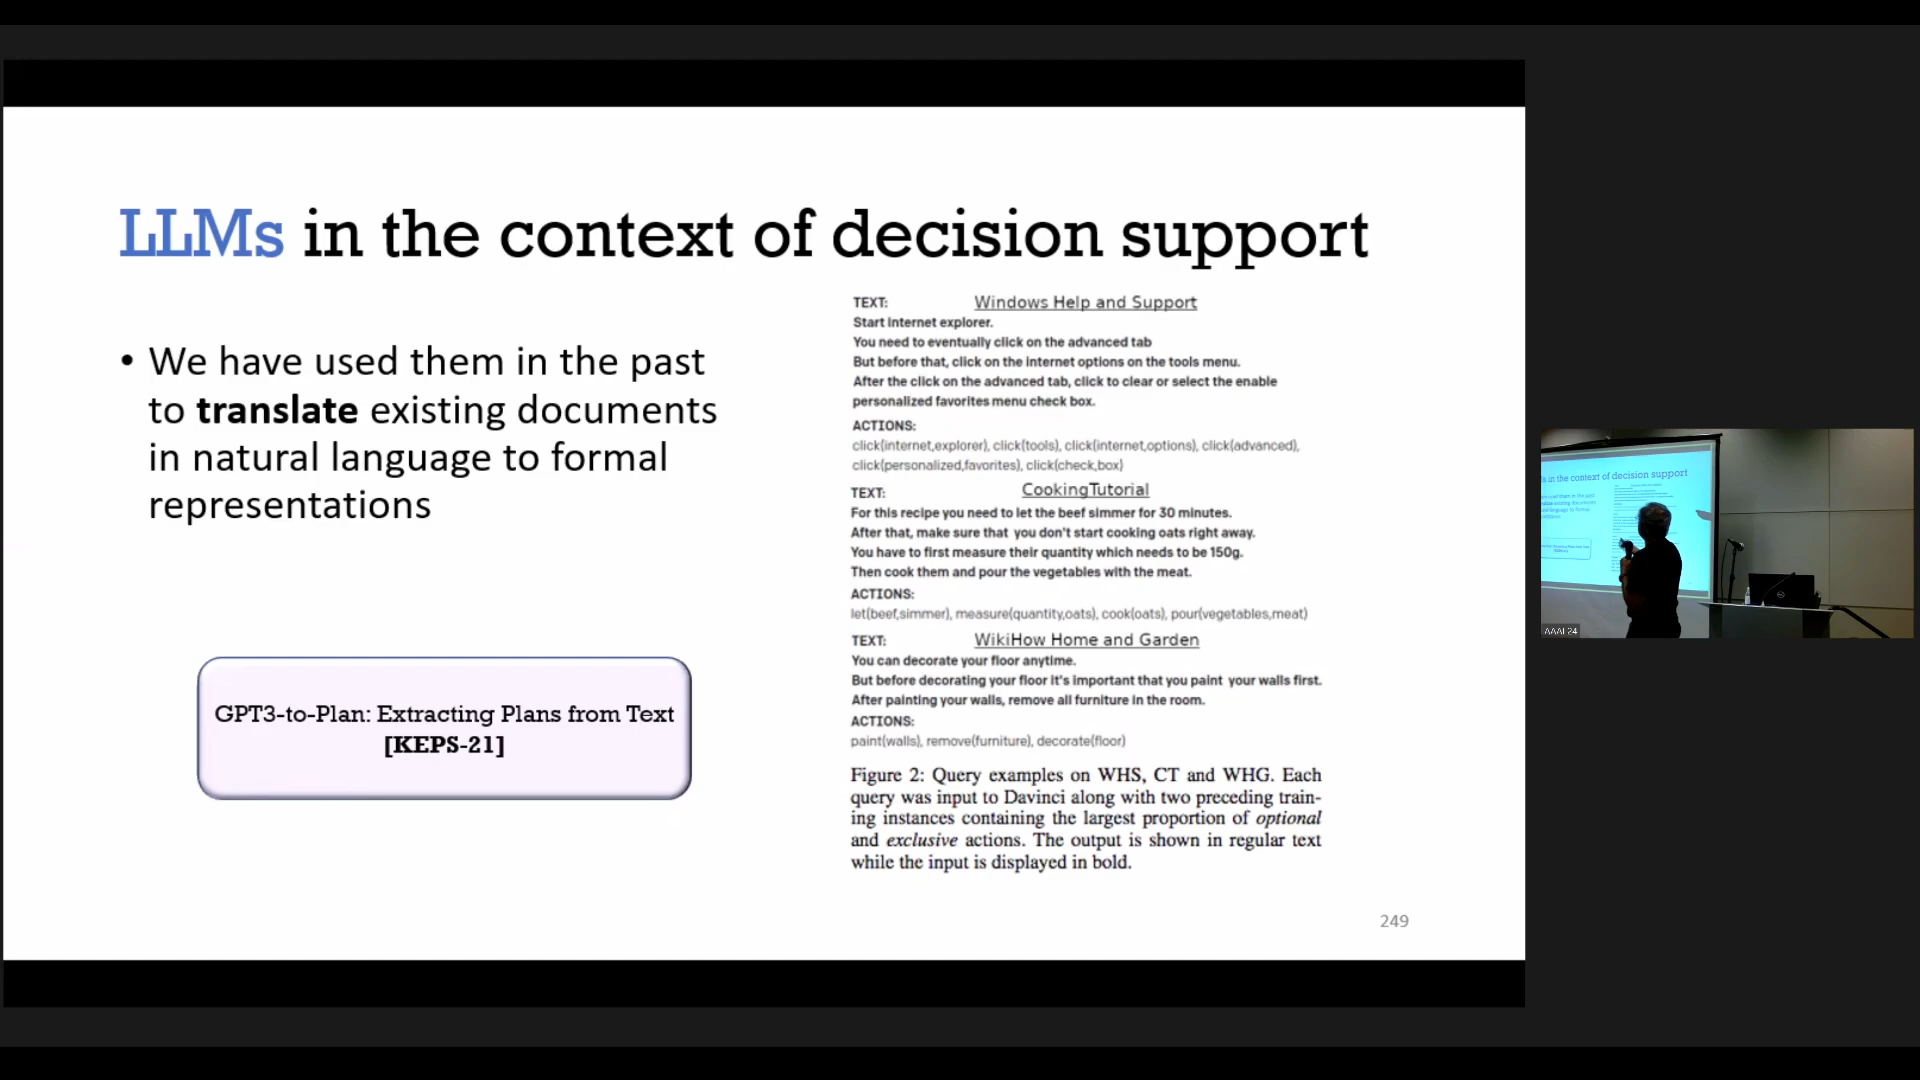 LLMs in the context of decision support
• We have used them in the past
to translate existing documents
in natural language to formal
representations
GPT3-to-Plan: Extracting Plans from Text
[KEPS-21]
TEXT: Windows Help and Support
Start internet explorer.
You need to eventually click on the advanced tab
But before that, click on the internet options on the tools menu.
After the click on the advanced tab, click to clear or select the enable
personalized favorites menu check box.
ACTIONS:
click(internet,explorer), click(tools), click(internet,options), click(advanced),
click(personalized,favorites), click(check,box)
TEXT: CookingTutorial
For this recipe you need to let the beef simmer for 30 minutes.
After that, make sure that you don't start cooking oats right away.
You have to first measure their quantity which needs to be 150g.
Then cook them and pour the vegetables with the meat.
ACTIONS:
let(beef,simmer), measure(quantity,oats), cook(oats), pour(vegetables,meat)
TEXT: WikiHow Home and Garden
You can decorate your floor anytime.
But before decorating your floor it's important that you paint your walls first.
After painting your walls, remove all furniture in the room.
ACTIONS:
paint(walls), remove(furniture), decorate(floor)
Figure 2: Query examples on WHS, CT and WHG. Each
query was input to Davinci along with two preceding train-
ing instances containing the largest proportion of optional
and exclusive actions. The output is shown in regular text
while the input is displayed in bold.
249
in the context of decision support
AAAI 24